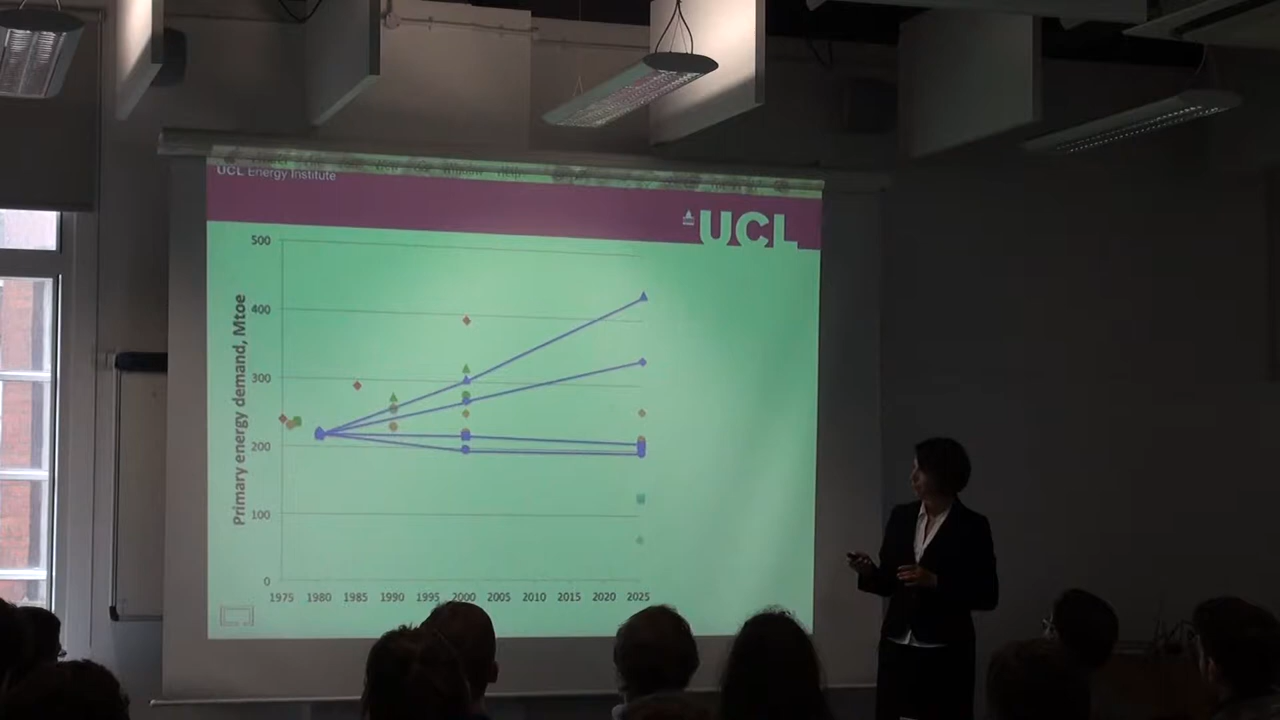 UCL Energy Institute
UCL
500
400
300
200
100
0
Primary energy demand, Mtoe
1975 1980 1985 1990 1995 2000 2005 2010 2015 2020 2025